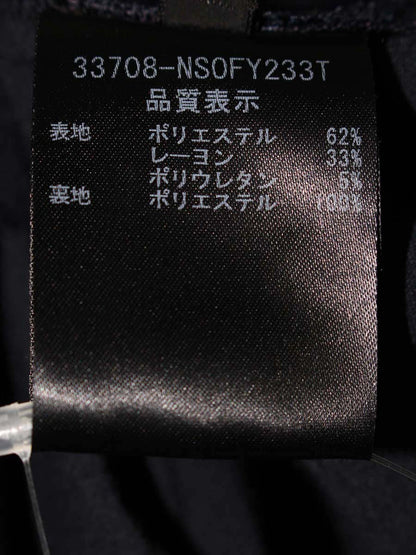 33708-NSOFY233T
品質表示
表地 ポリエステル 62%
レーヨン 33%
ポリウレタン 5%
裏地 ポリエステル 100%